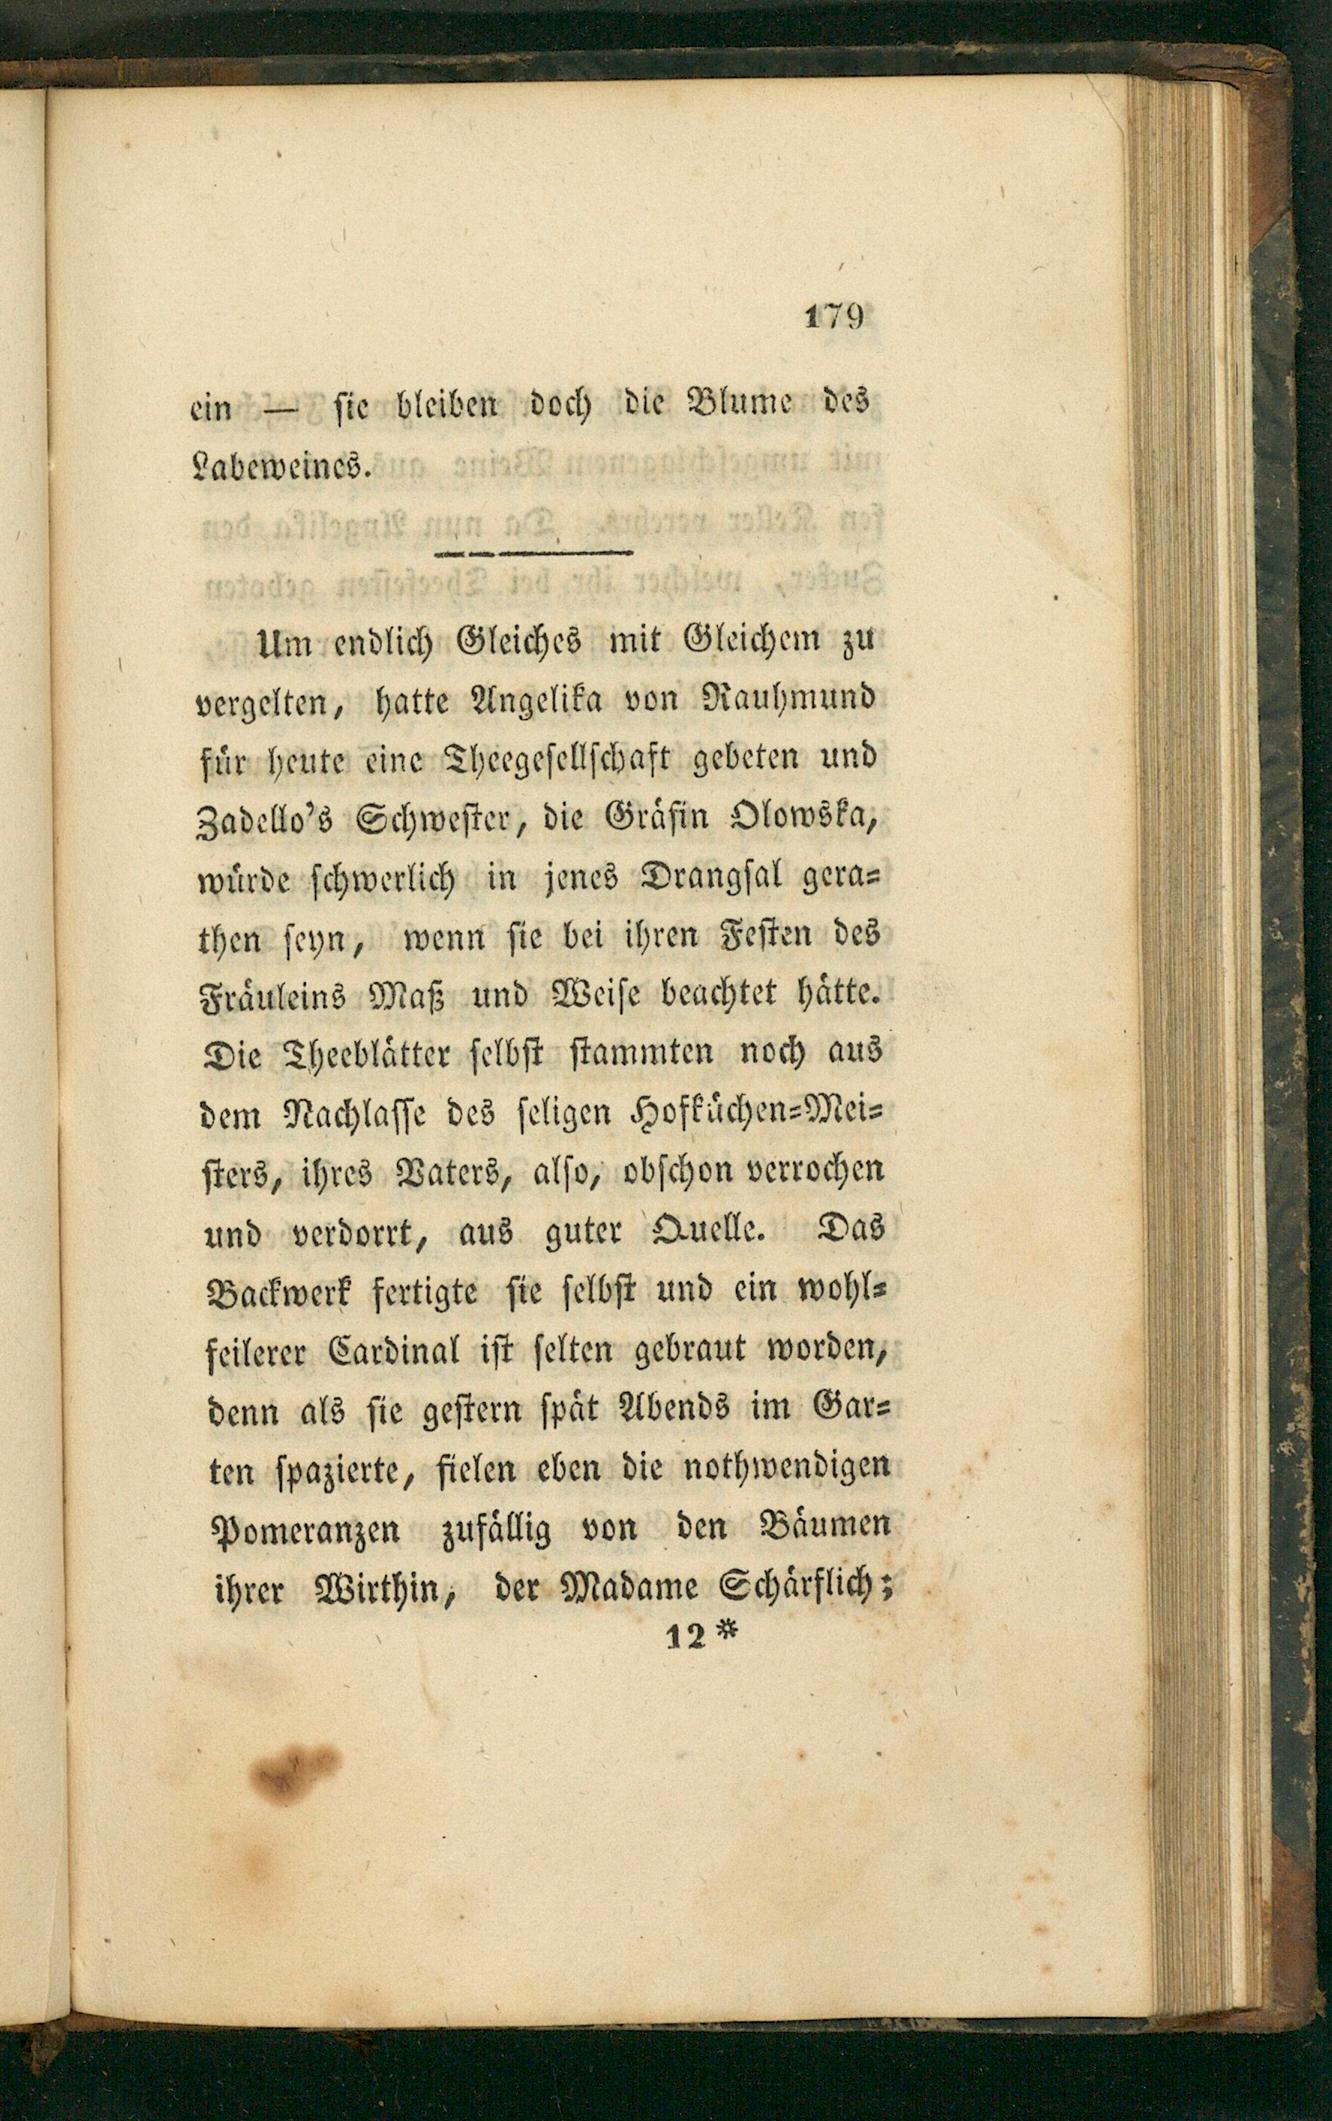 179
ein — sie bleiben doch die Blume des
Labeweines.
Um endlich Gleiches mit Gleichem zu
vergelten, hatte Angelika von Rauhmund
für heute eine Theegesellschaft gebeten und
Zadello's Schwester, die Gräfin Olowska,
würde schwerlich in jenes Drangsal gera=
then seyn, wenn sie bei ihren Festen des
Fräuleins Maß und Weise beachtet hätte.
Die Theeblätter selbst stammten noch aus
dem Nachlasse des seligen Hofküchen=Mei=
sters, ihres Vaters, also, obschon verrochen
und verdorrt, aus guter Quelle. Das
Backwerk fertigte sie selbst und ein wohl=
feilerer Cardinal ist selten gebraut worden,
denn als sie gestern spät Abends im Gar=
ten spazierte, fielen eben die nothwendigen
Pomeranzen zufällig von den Bäumen
ihrer Wirthin, der Madame Schärflich;
12*